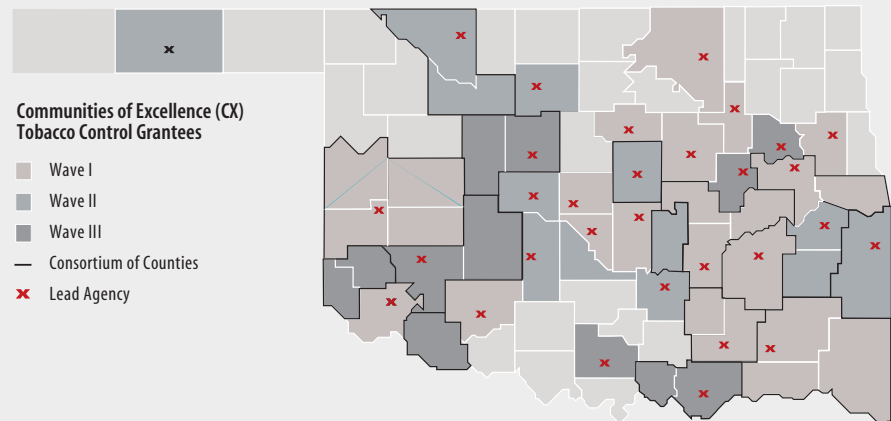 Communities of Excellence (CX)
Tobacco Control Grantees
Wave I
Wave II
Wave III
Consortium of Counties
Lead Agency